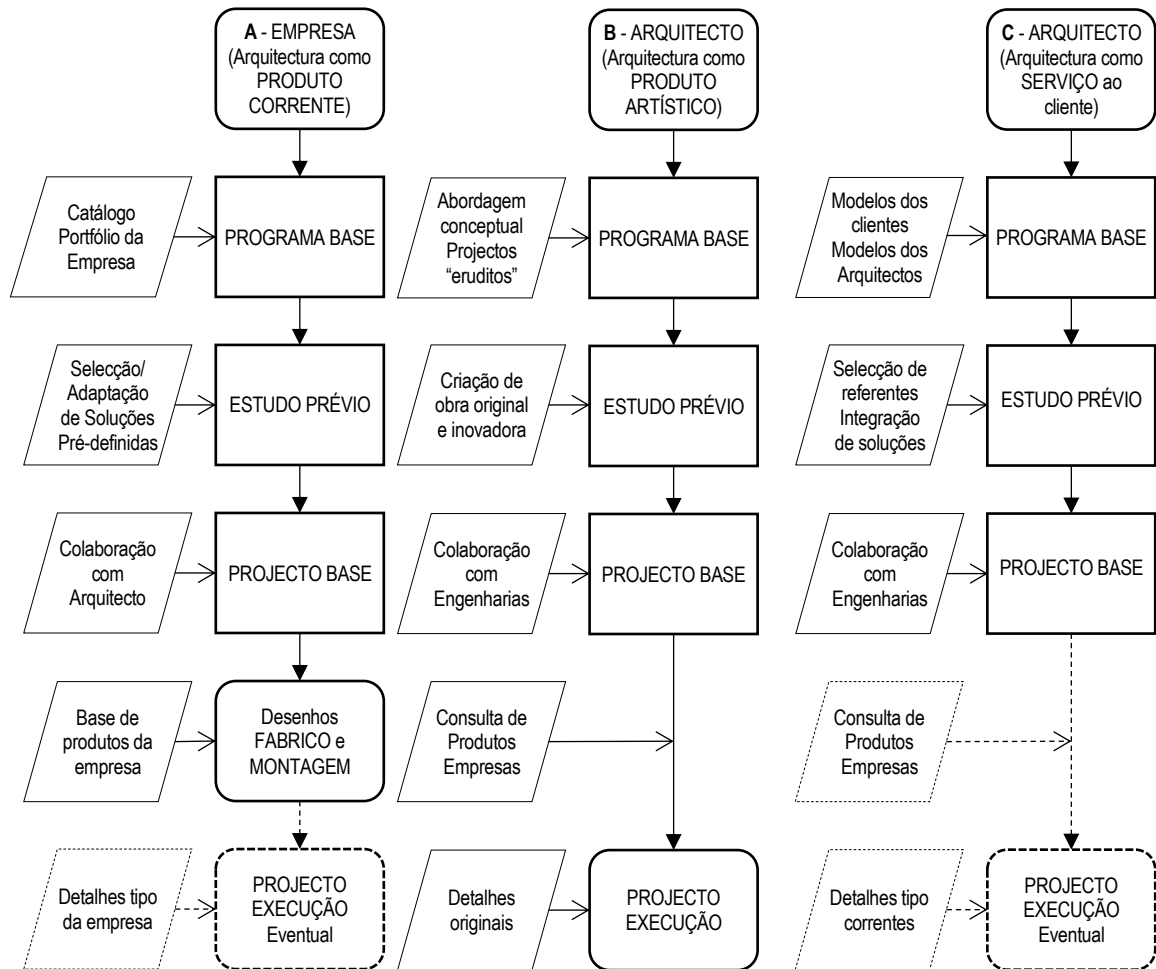 A - EMPRESA
(Arquitectura como
PRODUTO
CORRENTE)
B - ARQUITECTO
(Arquitectura como
PRODUTO
ARTÍSTICO)
C - ARQUITECTO
(Arquitectura como
SERVIÇO ao
cliente)
Catálogo
Portfólio da
Empresa
PROGRAMA BASE
Abordagem
conceptual
Projectos
“eruditos”
PROGRAMA BASE
Modelos dos
clientes
Modelos dos
Arquitectos
PROGRAMA BASE
Selecção/
Adaptação
de Soluções
Pré-definidas
ESTUDO PRÉVIO
Criação de
obra original
e inovadora
ESTUDO PRÉVIO
Selecção de
referentes
Integração
de soluções
ESTUDO PRÉVIO
Colaboração
com
Arquitecto
PROJECTO BASE
Colaboração
com
Engenharias
PROJECTO BASE
Colaboração
com
Engenharias
PROJECTO BASE
Base de
produtos da
empresa
Desenhos
FABRICO e
MONTAGEM
Consulta de
Produtos
Empresas
Consulta de
Produtos
Empresas
Detalhes tipo
da empresa
PROJECTO
EXECUÇÃO
Eventual
Detalhes
originais
PROJECTO
EXECUÇÃO
Detalhes tipo
correntes
PROJECTO
EXECUÇÃO
Eventual